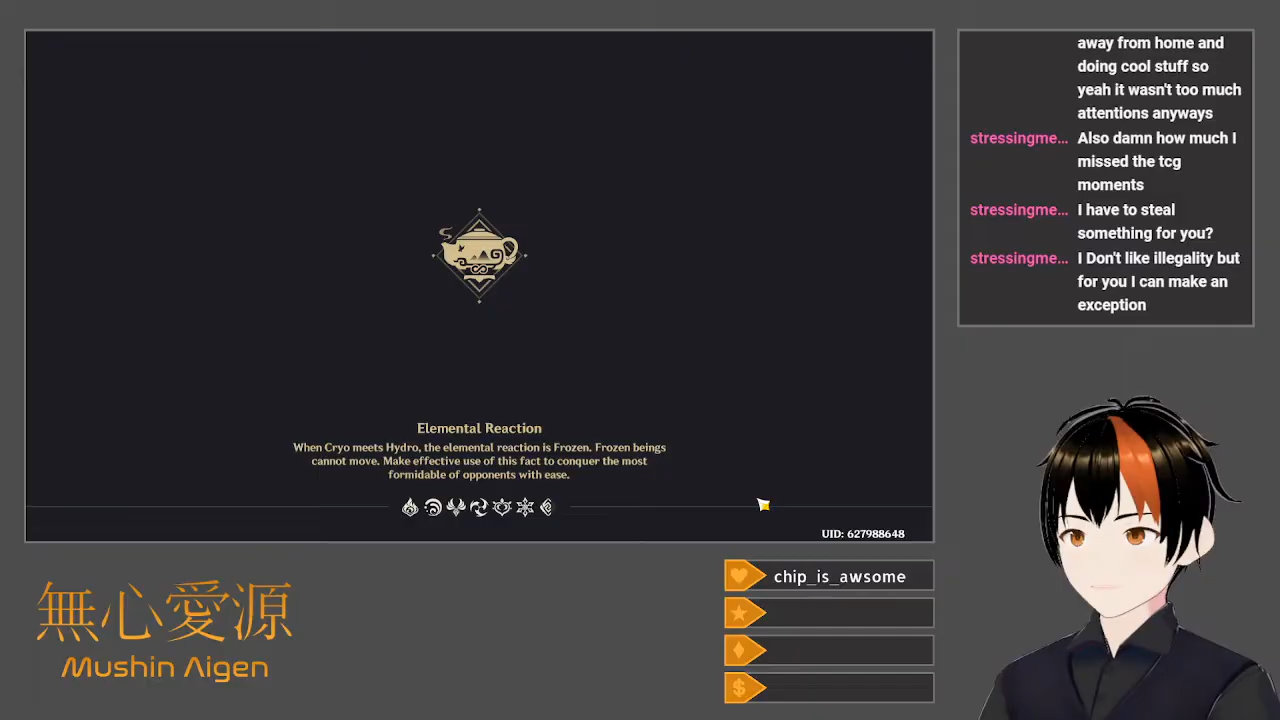 away from home and
doing cool stuff so
yeah it wasn't too much
attentions anyways
stressingme... Also damn how much I
missed the tcg
moments
stressingme... I have to steal
something for you?
stressingme... I Don't like illegality but
for you I can make an
exception
Elemental Reaction
When Cryo meets Hydro, the elemental reaction is Frozen. Frozen beings
cannot move. Make effective use of this fact to conquer the most
formidable of opponents with ease.
UID: 627988648
chip_is_awsome
無心愛源
Mushin Aigen
$